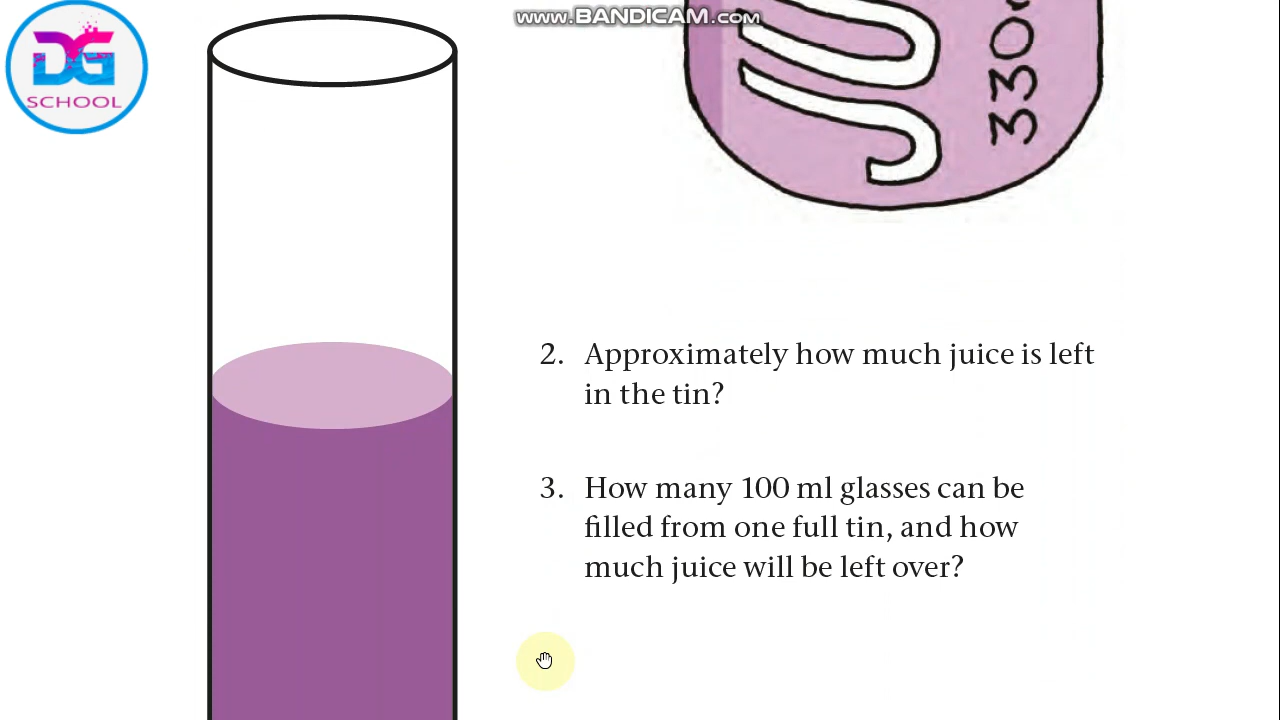 www.BANDICAM.com
DG
SCHOOL
2. Approximately how much juice is left
in the tin?
3. How many 100 ml glasses can be
filled from one full tin, and how
much juice will be left over?